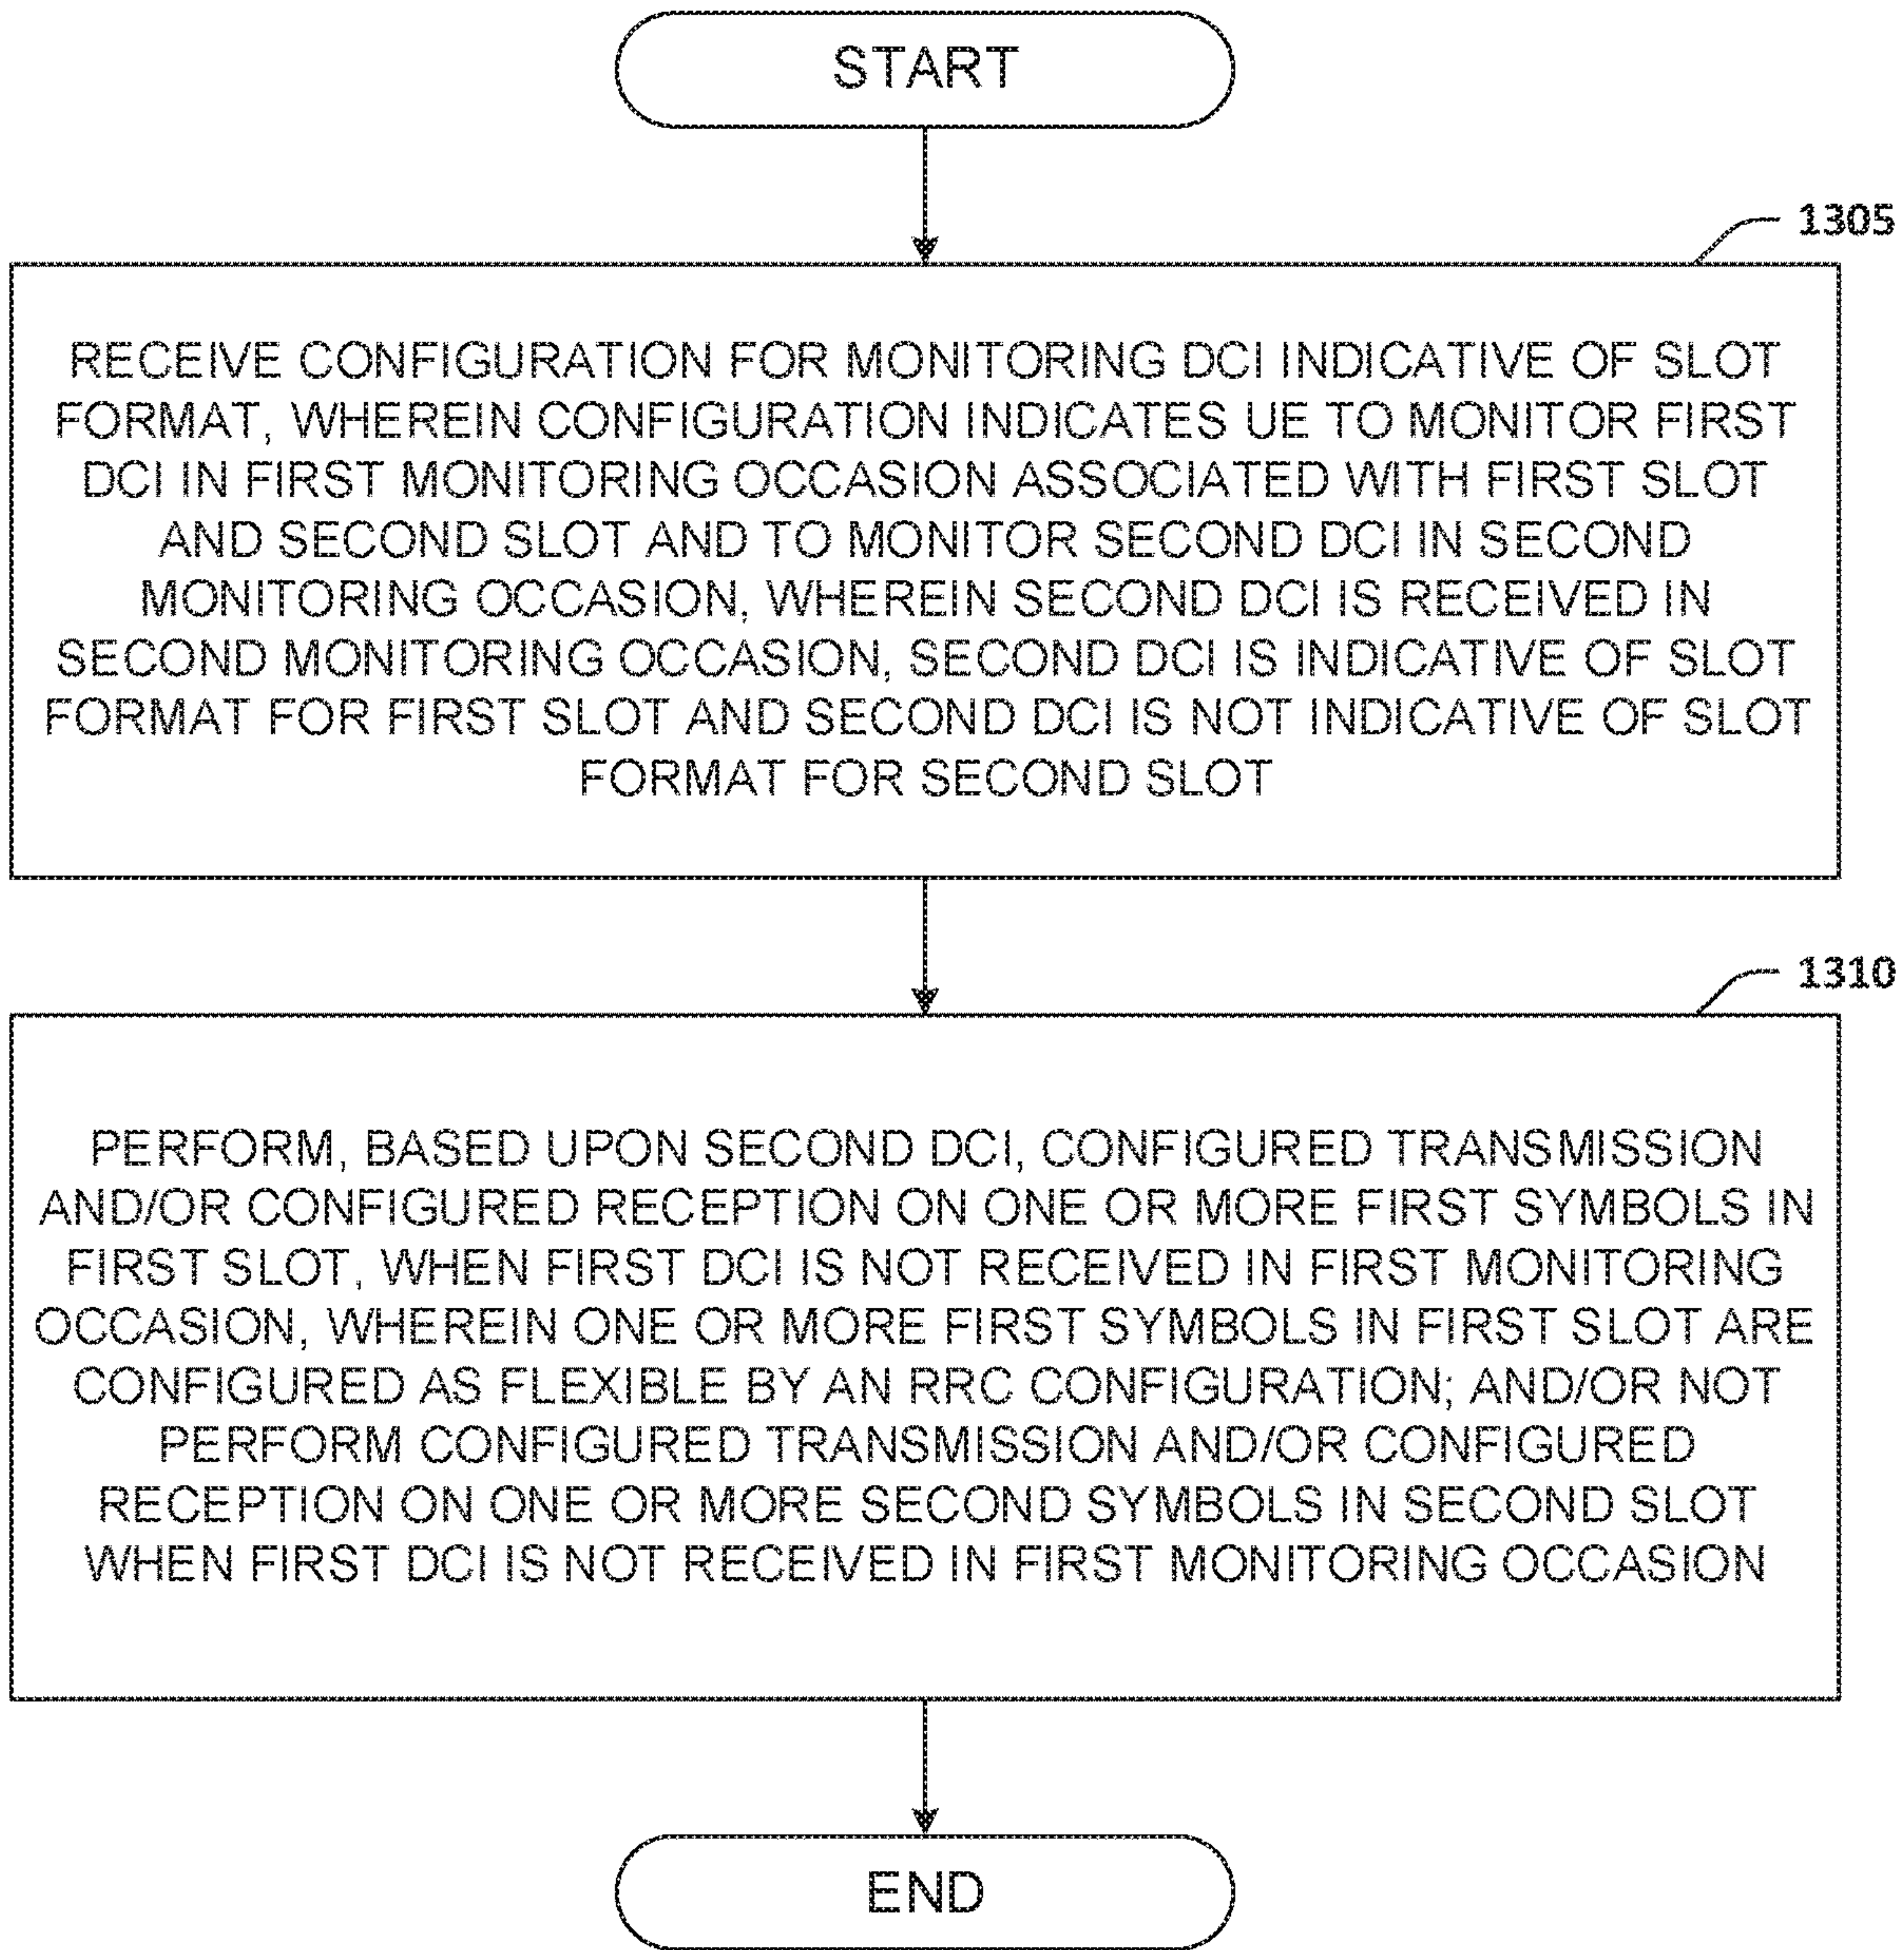 START
1305
RECEIVE CONFIGURATION FOR MONITORING DCI INDICATIVE OF SLOT
FORMAT, WHEREIN CONFIGURATION INDICATES UE TO MONITOR FIRST
DCI IN FIRST MONITORING OCCASION ASSOCIATED WITH FIRST SLOT
AND SECOND SLOT AND TO MONITOR SECOND DCI IN SECOND
MONITORING OCCASION, WHEREIN SECOND DCI IS RECEIVED IN
SECOND MONITORING OCCASION, SECOND DCI IS INDICATIVE OF SLOT
FORMAT FOR FIRST SLOT AND SECOND DCI IS NOT INDICATIVE OF SLOT
FORMAT FOR SECOND SLOT
1310
PERFORM, BASED UPON SECOND DCI, CONFIGURED TRANSMISSION
AND/OR CONFIGURED RECEPTION ON ONE OR MORE FIRST SYMBOLS IN
FIRST SLOT, WHEN FIRST DCI IS NOT RECEIVED IN FIRST MONITORING
OCCASION, WHEREIN ONE OR MORE FIRST SYMBOLS IN FIRST SLOT ARE
CONFIGURED AS FLEXIBLE BY AN RRC CONFIGURATION; AND/OR NOT
PERFORM CONFIGURED TRANSMISSION AND/OR CONFIGURED
RECEPTION ON ONE OR MORE SECOND SYMBOLS IN SECOND SLOT
WHEN FIRST DCI IS NOT RECEIVED IN FIRST MONITORING OCCASION
END